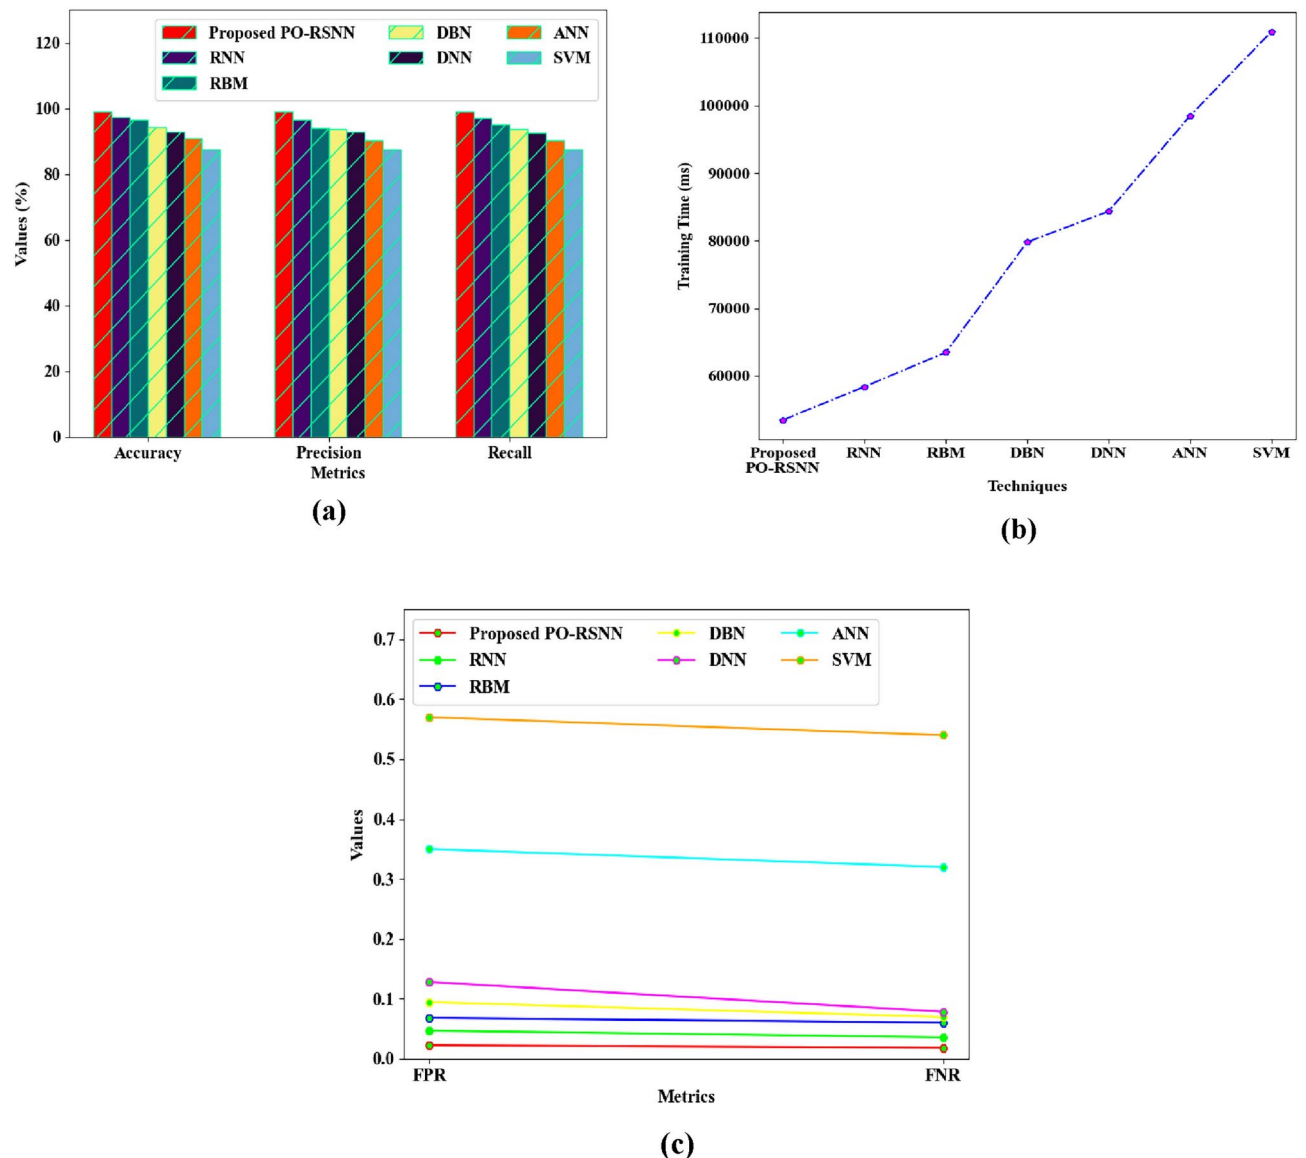 120
100
80
60
40
20
0
Values (%)
Proposed PO-RSNN
RNN
RBM
DBN
DNN
ANN
SVM
Accuracy
Precision
Recall
Metrics
(a)
110000
100000
90000
80000
70000
60000
Training Time (ms)
Proposed
PO-RSNN
RNN
RBM
DBN
DNN
ANN
SVM
Techniques
(b)
0.7
0.6
0.5
0.4
0.3
0.2
0.1
0.0
Values
Proposed PO-RSNN
RNN
RBM
DBN
DNN
ANN
SVM
FPR
FNR
Metrics
(c)